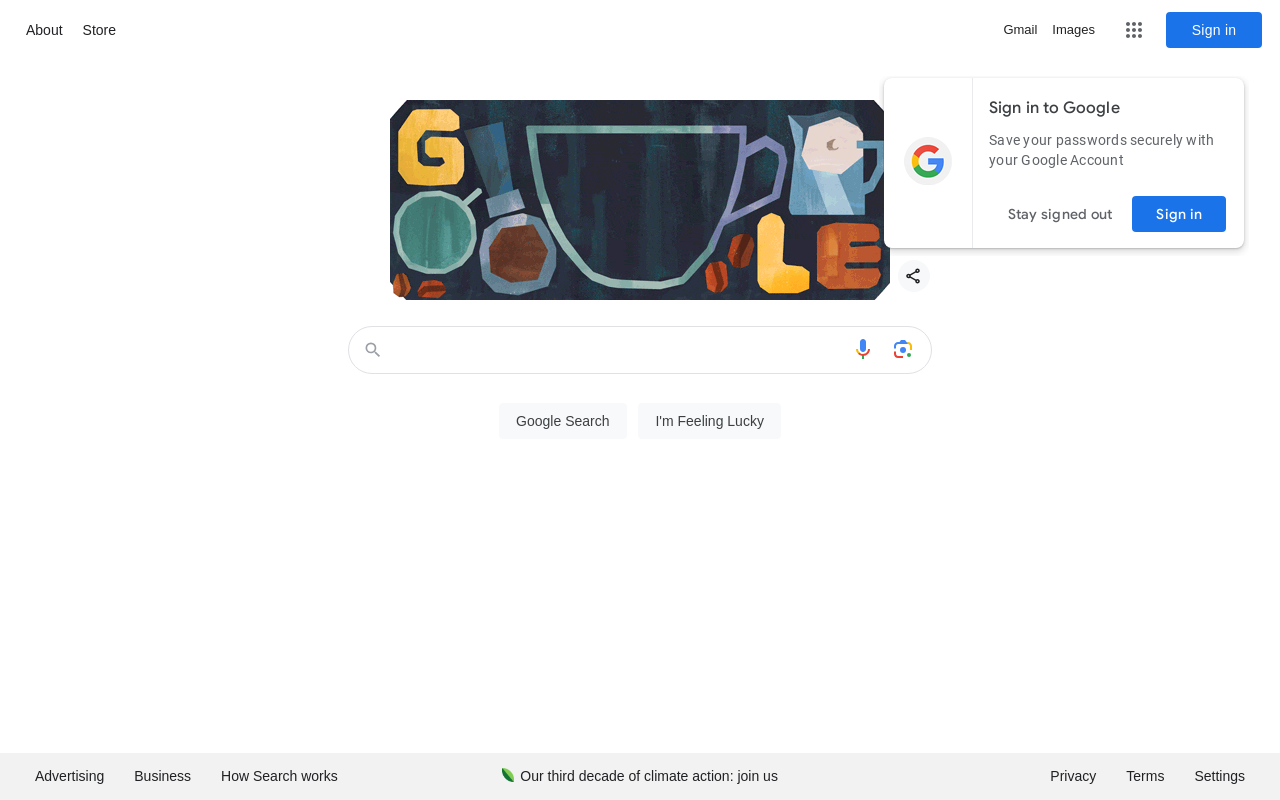 About Store
Gmail Images Sign in
Sign in to Google
Save your passwords securely with
your Google Account
Stay signed out Sign in
G LE
Google Search I'm Feeling Lucky
Advertising Business How Search works Our third decade of climate action: join us Privacy Terms Settings